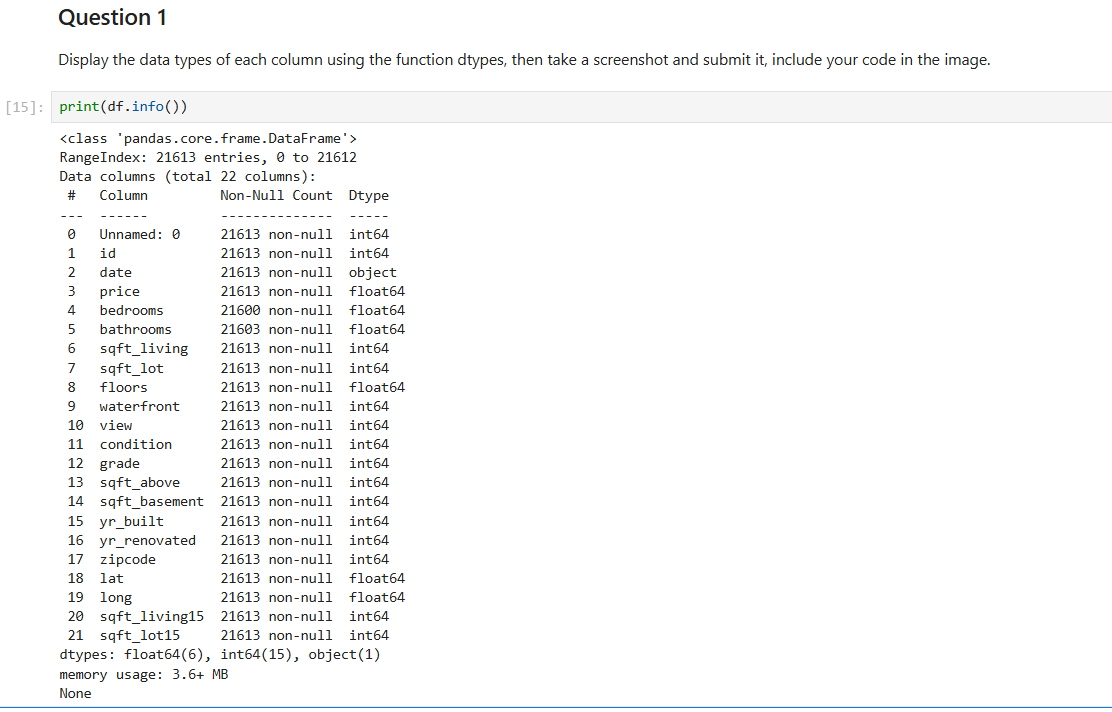 Question 1
Display the data types of each column using the function dtypes, then take a screenshot and submit it, include your code in the image.
[15]: print(df.info())
<class 'pandas.core.frame.DataFrame'>
RangeIndex: 21613 entries, 0 to 21612
Data columns (total 22 columns):
 #   Column         Non-Null Count  Dtype
---  ------         --------------  -----
 0   Unnamed: 0     21613 non-null  int64
 1   id             21613 non-null  int64
 2   date           21613 non-null  object
 3   price          21613 non-null  float64
 4   bedrooms       21600 non-null  float64
 5   bathrooms      21603 non-null  float64
 6   sqft_living    21613 non-null  int64
 7   sqft_lot       21613 non-null  int64
 8   floors         21613 non-null  float64
 9   waterfront     21613 non-null  int64
 10  view           21613 non-null  int64
 11  condition      21613 non-null  int64
 12  grade          21613 non-null  int64
 13  sqft_above     21613 non-null  int64
 14  sqft_basement  21613 non-null  int64
 15  yr_built       21613 non-null  int64
 16  yr_renovated   21613 non-null  int64
 17  zipcode        21613 non-null  int64
 18  lat            21613 non-null  float64
 19  long           21613 non-null  float64
 20  sqft_living15  21613 non-null  int64
 21  sqft_lot15     21613 non-null  int64
dtypes: float64(6), int64(15), object(1)
memory usage: 3.6+ MB
None